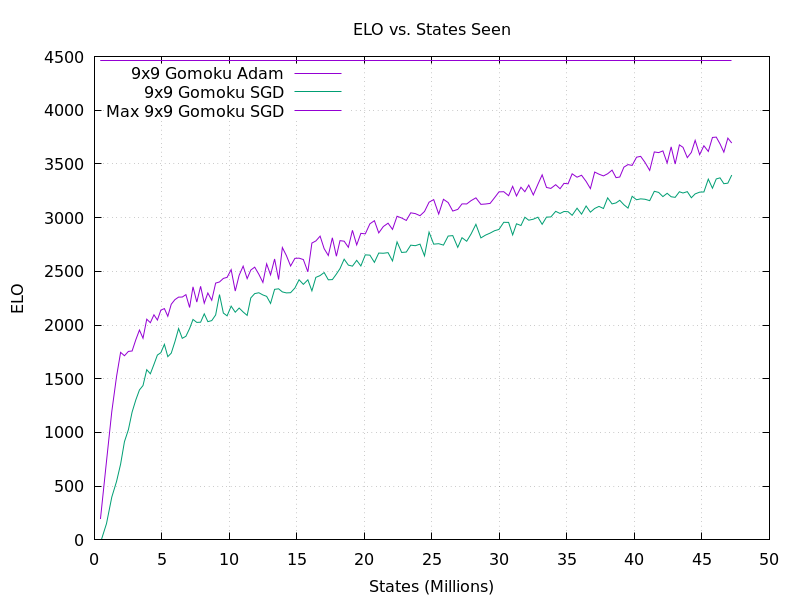 ELO vs. States Seen
4500
4000
3500
3000
2500
2000
1500
1000
500
0
ELO
9x9 Gomoku Adam
9x9 Gomoku SGD
Max 9x9 Gomoku SGD
0 5 10 15 20 25 30 35 40 45 50
States (Millions)